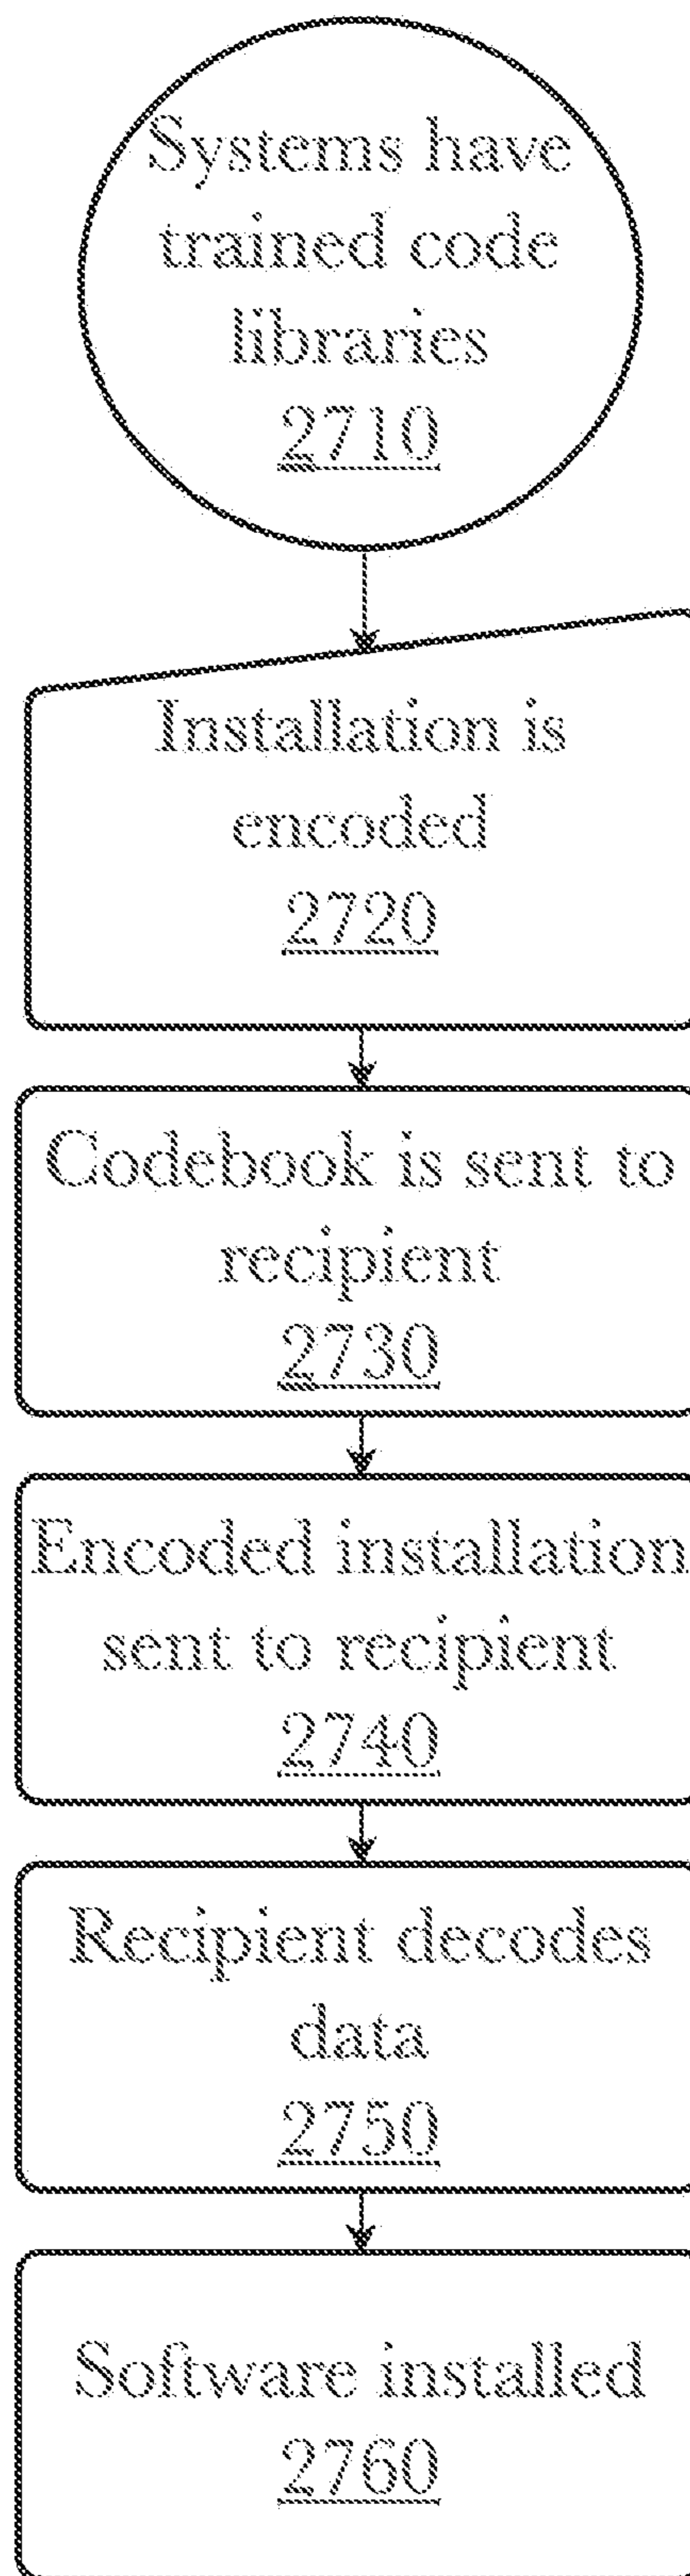 Systems have
trained code
libraries
2710
Installation is
encoded
2720
Codebook is sent to
recipient
2730
Encoded installation
sent to recipient
2740
Recipient decodes
data
2750
Software installed
2760